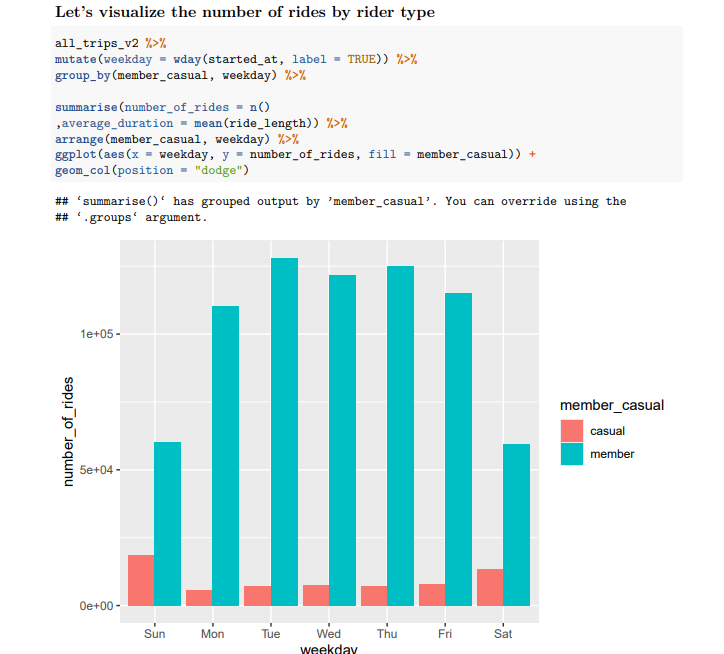 Let's visualize the number of rides by rider type
all_trips_v2 %>%
mutate(weekday = wday(started_at, label = TRUE)) %>%
group_by(member_casual, weekday) %>%
summarise(number_of_rides = n()
,average_duration = mean(ride_length)) %>%
arrange(member_casual, weekday) %>%
ggplot(aes(x = weekday, y = number_of_rides, fill = member_casual)) +
geom_col(position = "dodge")
## ‘summarise()‘ has grouped output by ’member_casual’. You can override using the
## ‘.groups‘ argument.
number_of_rides
1e+05
5e+04
0e+00
Sun Mon Tue Wed Thu Fri Sat
weekday
member_casual
casual
member